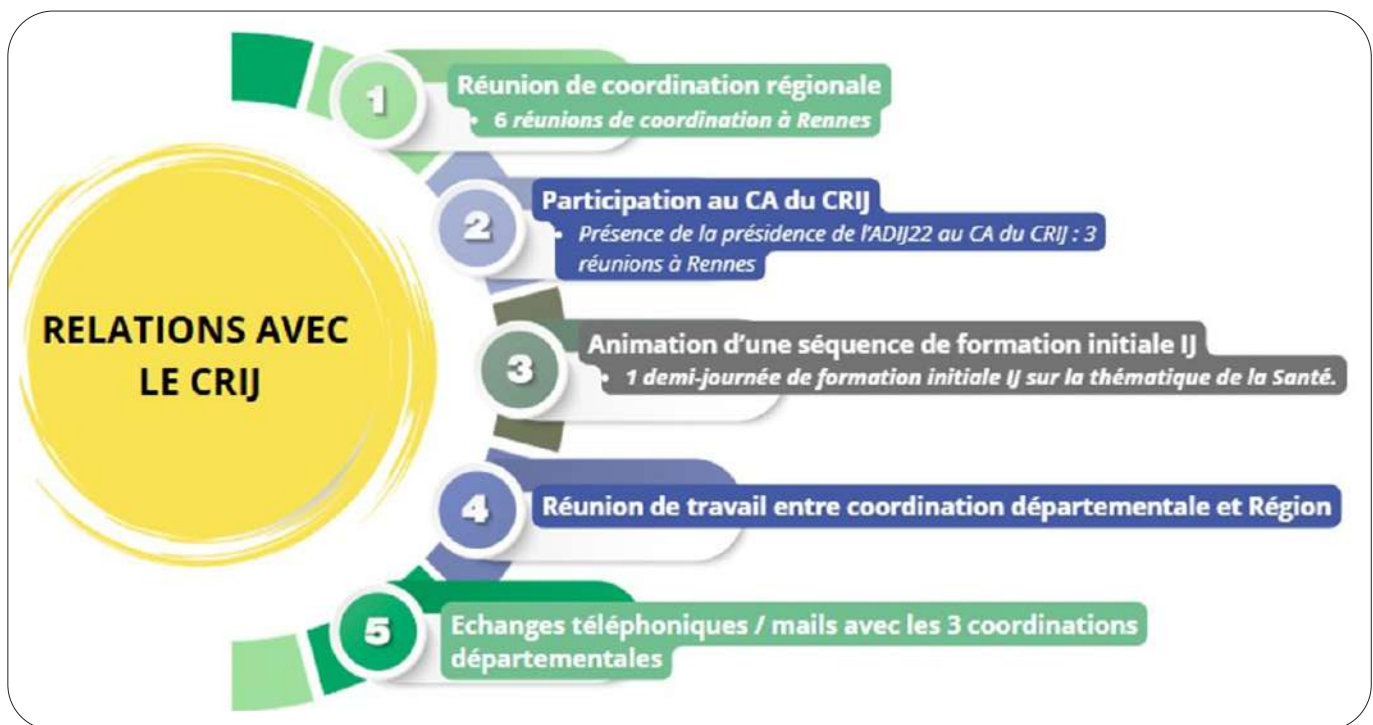 RELATIONS AVEC
LE CRIJ
1
Réunion de coordination régionale
• 6 réunions de coordination à Rennes
2
Participation au CA du CRIJ
• Présence de la présidence de l'ADIJ22 au CA du CRIJ : 3
réunions à Rennes
3
Animation d'une séquence de formation initiale IJ
• 1 demi-journée de formation initiale IJ sur la thématique de la Santé.
4
Réunion de travail entre coordination départementale et Région
5
Echanges téléphoniques / mails avec les 3 coordinations
départementales